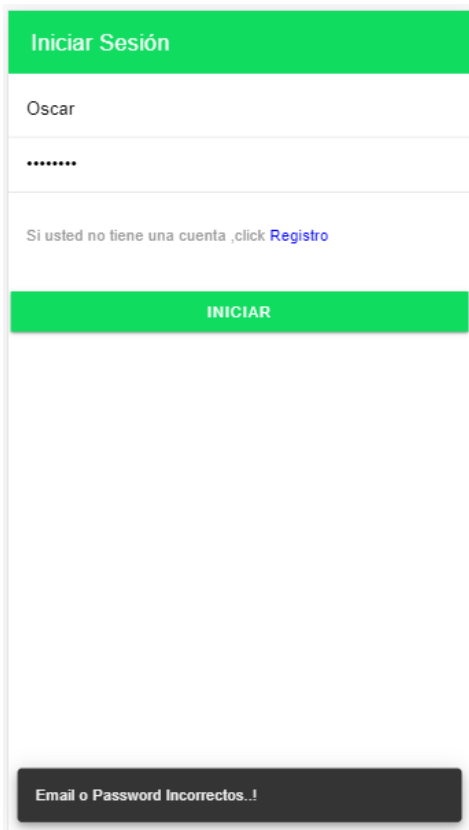 Iniciar Sesión
Oscar
••••••••
Si usted no tiene una cuenta ,click Registro
INICIAR
Email o Password Incorrectos..!